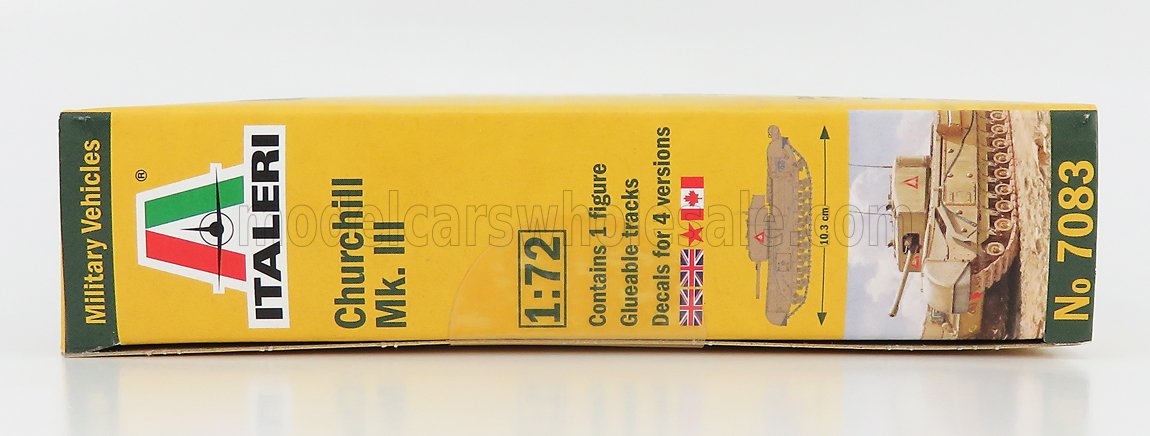 Military Vehicles
®
ITALERI
Churchill
Mk. III
1:72
Contains 1 figure
Glueable tracks
Decals for 4 versions
10.3 cm
No 7083
modelcarswholesale.com